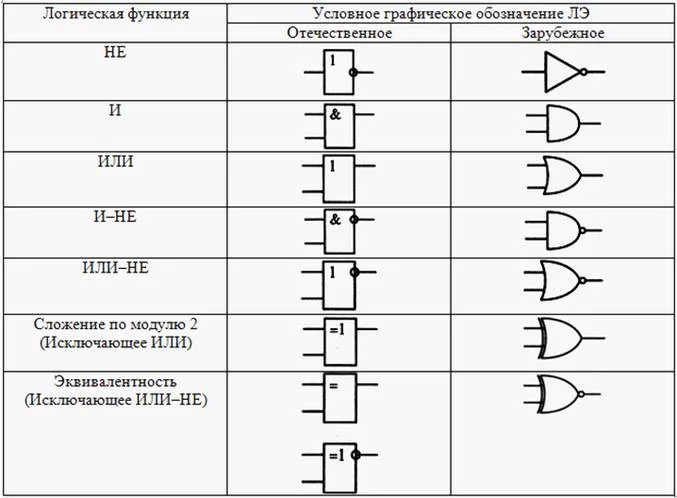 Логическая функция
Условное графическое обозначение ЛЭ
Отечественное
Зарубежное
НЕ
1
И
&
ИЛИ
1
И–НЕ
&
ИЛИ–НЕ
1
Сложение по модулю 2
(Исключающее ИЛИ)
=1
Эквивалентность
(Исключающее ИЛИ–НЕ)
=
=1